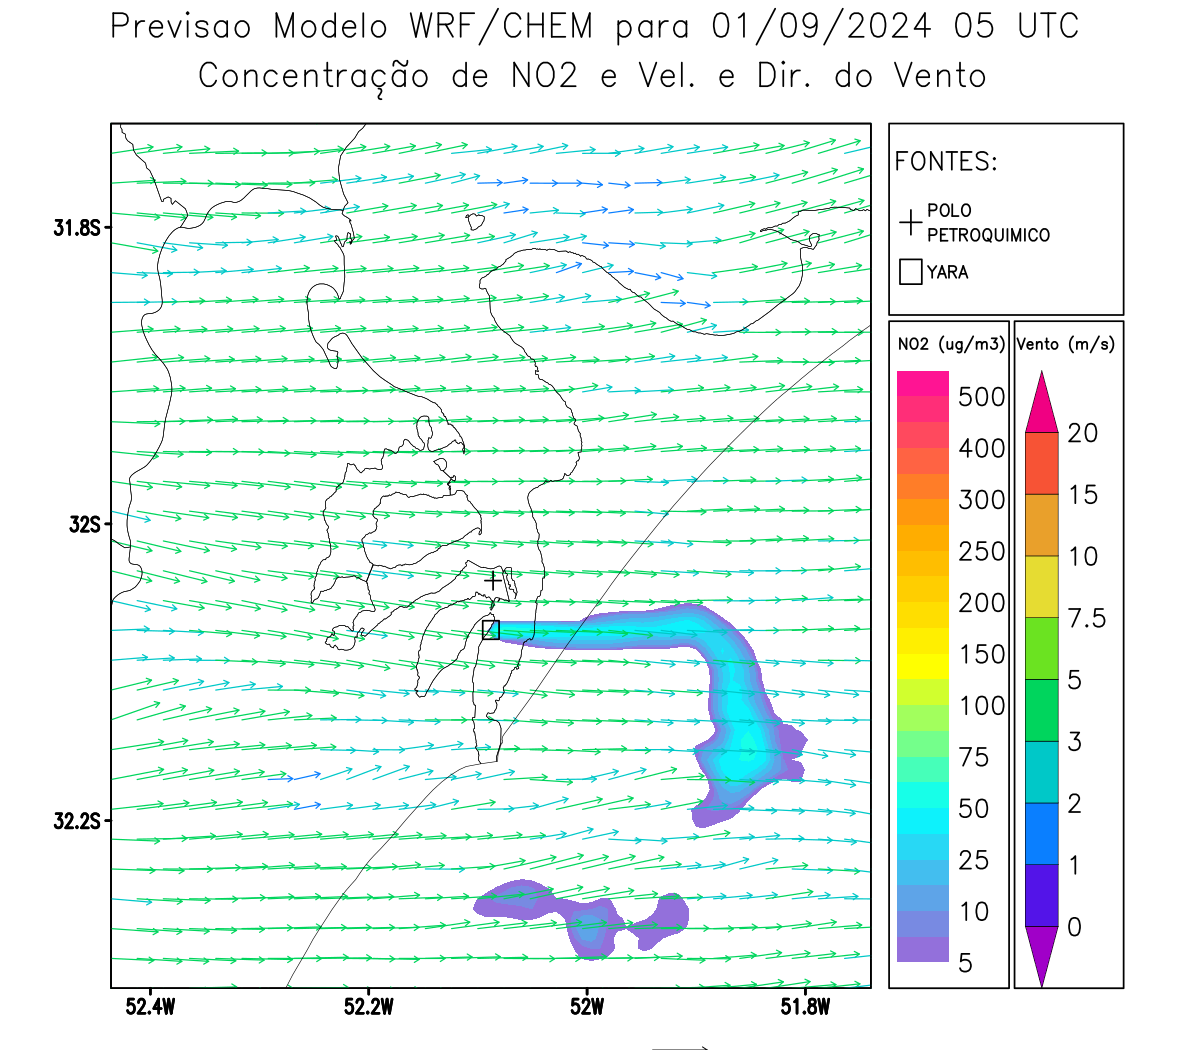 Previsao Modelo WRF/CHEM para 01/09/2024 05 UTC
Concentração de NO2 e Vel. e Dir. do Vento
FONTES:
POLO
PETROQUIMICO
YARA
NO2 (ug/m3)
500
400
300
250
200
150
100
75
50
25
10
5
Vento (m/s)
20
15
10
7.5
5
3
2
1
0
31.8S
32S
32.2S
52.4W
52.2W
52W
51.8W